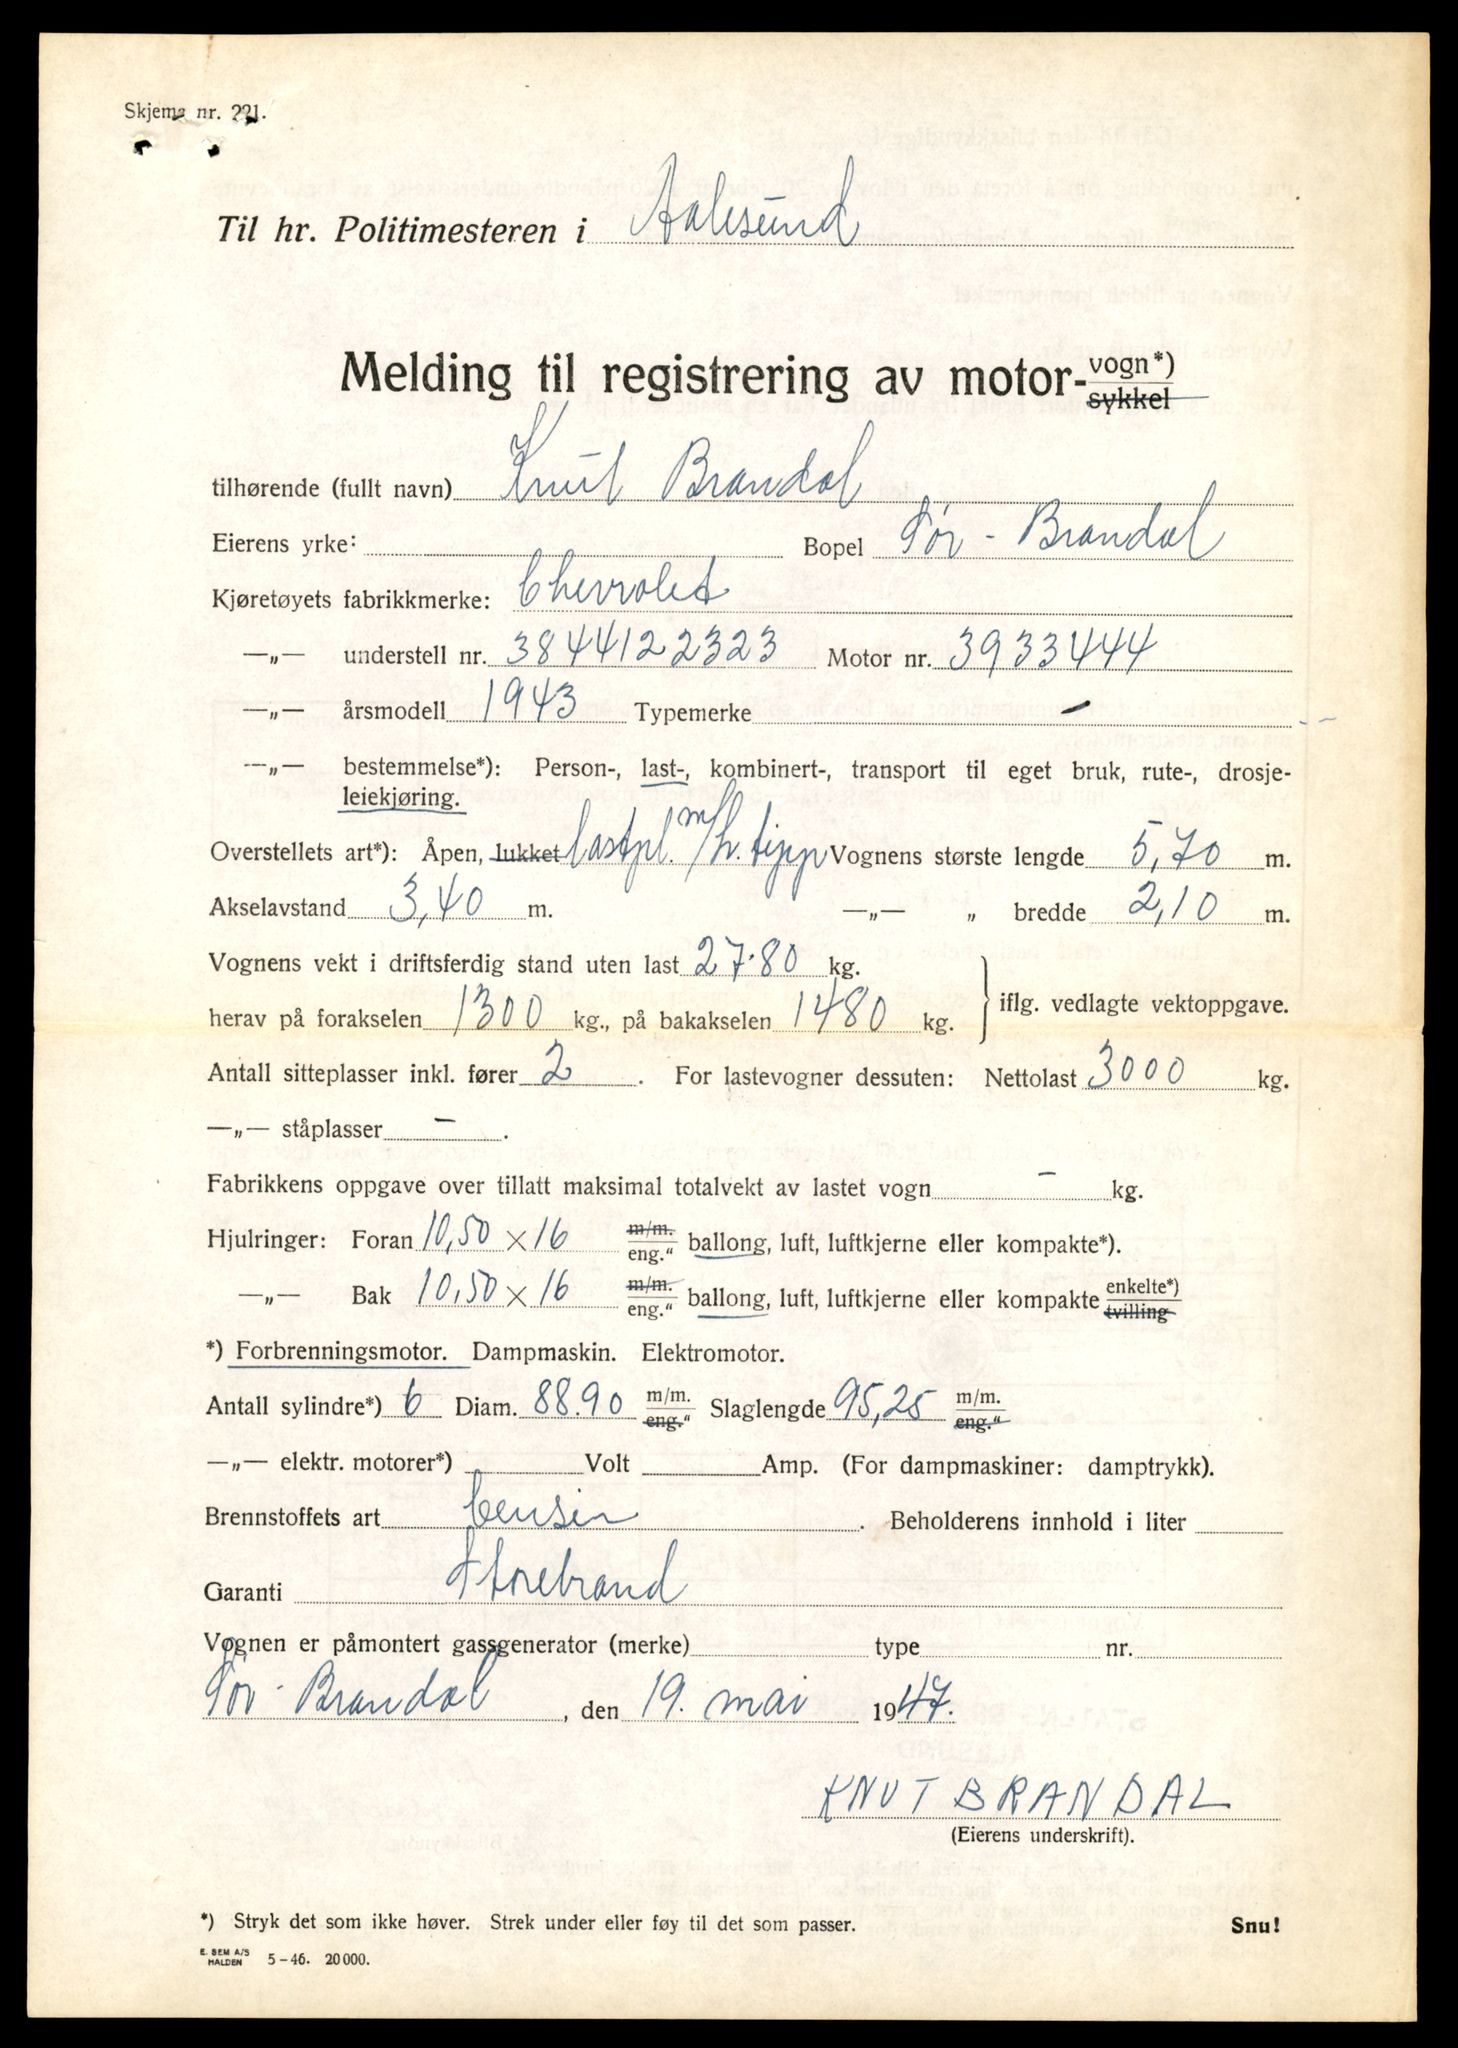 Skjema nr. 221.
Til hr. Politimesteren i Aalesund
Melding til registrering av motor- vogn*) sykkel
tilhørende (fullt navn) Knut Brandal
Eierens yrke: Bopel Sør - Brandal
Kjøretøyets fabrikkmerke: Chevrolet
—„— understell nr. 3844122323 Motor nr. 3933444
—„— årsmodell 1943 Typemerke —
—„— bestemmelse*): Person-, last-, kombinert-, transport til eget bruk, rute-, drosje-
leiekjøring.
Overstellets art*): Åpen, lukket lastpl. m/h. tipp Vognens største lengde 5,70 m.
Akselavstand 3,40 m. —„— „ bredde 2,10 m.
Vognens vekt i driftsferdig stand uten last 27.80 kg.
herav på forakselen 1300 kg., på bakakselen 1480 kg. iflg. vedlagte vektoppgave.
Antall sitteplasser inkl. fører 2. For lastevogner dessuten: Nettolast 3000 kg.
—„— ståplasser — .
Fabrikkens oppgave over tillatt maksimal totalvekt av lastet vogn — kg.
Hjulringer: Foran 10,50 × 16 m/m. eng.“ ballong, luft, luftkjerne eller kompakte*).
—„— Bak 10,50 × 16 m/m. eng.“ ballong, luft, luftkjerne eller kompakte enkelte*) tvilling
*) Forbrenningsmotor. Dampmaskin. Elektromotor.
Antall sylindre*) 6 Diam. 88.90 m/m. eng.“ Slaglengde 95,25 m/m. eng.“
—„— elektr. motorer*) Volt Amp. (For dampmaskiner: damptrykk).
Brennstoffets art bensin. Beholderens innhold i liter
Garanti Storebrand
Vognen er påmontert gassgenerator (merke) type nr.
Sør - Brandal, den 19. mai 1947.
KNUT BRANDAL
(Eierens underskrift).
*) Stryk det som ikke høver. Strek under eller føy til det som passer. Snu!
E. SEM A/S HALDEN 5-46. 20000.